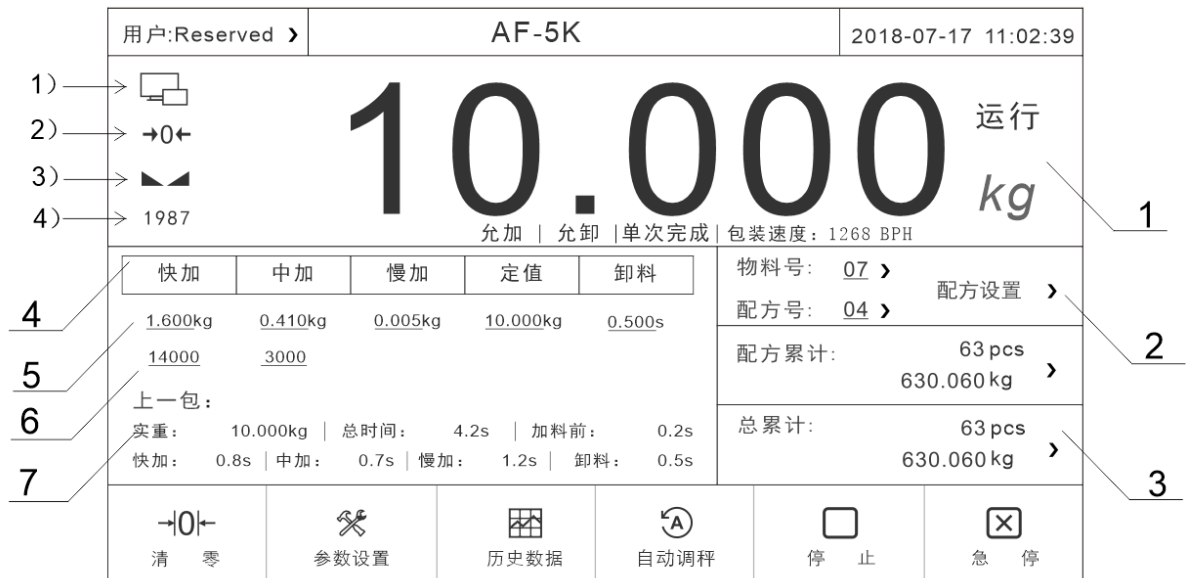 用户:Reserved ❯ AF-5K 2018-07-17 11:02:39
1) 
2) →0←
3)
4) 1987
10.000
运行
kg
1
允加 | 允卸 |单次完成| 包装速度：1268 BPH
4
快加 中加 慢加 定值 卸料
5
1.600kg 0.410kg 0.005kg 10.000kg 0.500s
6
14000 3000
上一包：
7
实重： 10.000kg | 总时间： 4.2s | 加料前： 0.2s
快加： 0.8s | 中加： 0.7s | 慢加： 1.2s | 卸料： 0.5s
物料号: 07 ❯
配方号: 04 ❯
配方设置 ❯
2
配方累计: 63 pcs
630.060 kg ❯
总累计: 63 pcs
630.060 kg ❯
3
→|0|← A
清 零 参数设置 历史数据 自动调秤 停 止 急 停